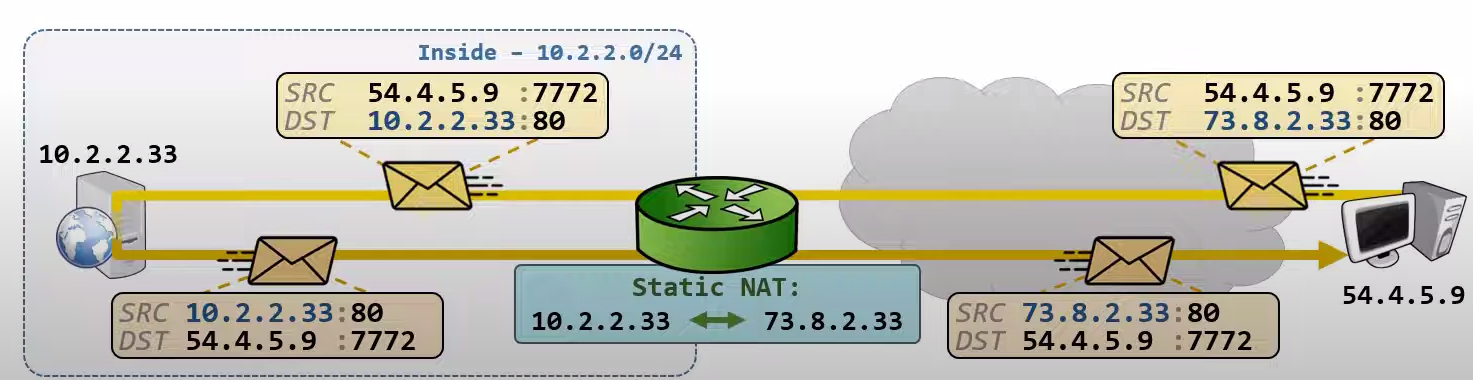 Inside – 10.2.2.0/24
SRC 54.4.5.9 :7772
DST 10.2.2.33:80
SRC 54.4.5.9 :7772
DST 73.8.2.33:80
10.2.2.33
54.4.5.9
SRC 10.2.2.33:80
DST 54.4.5.9 :7772
Static NAT:
10.2.2.33 73.8.2.33
SRC 73.8.2.33:80
DST 54.4.5.9 :7772